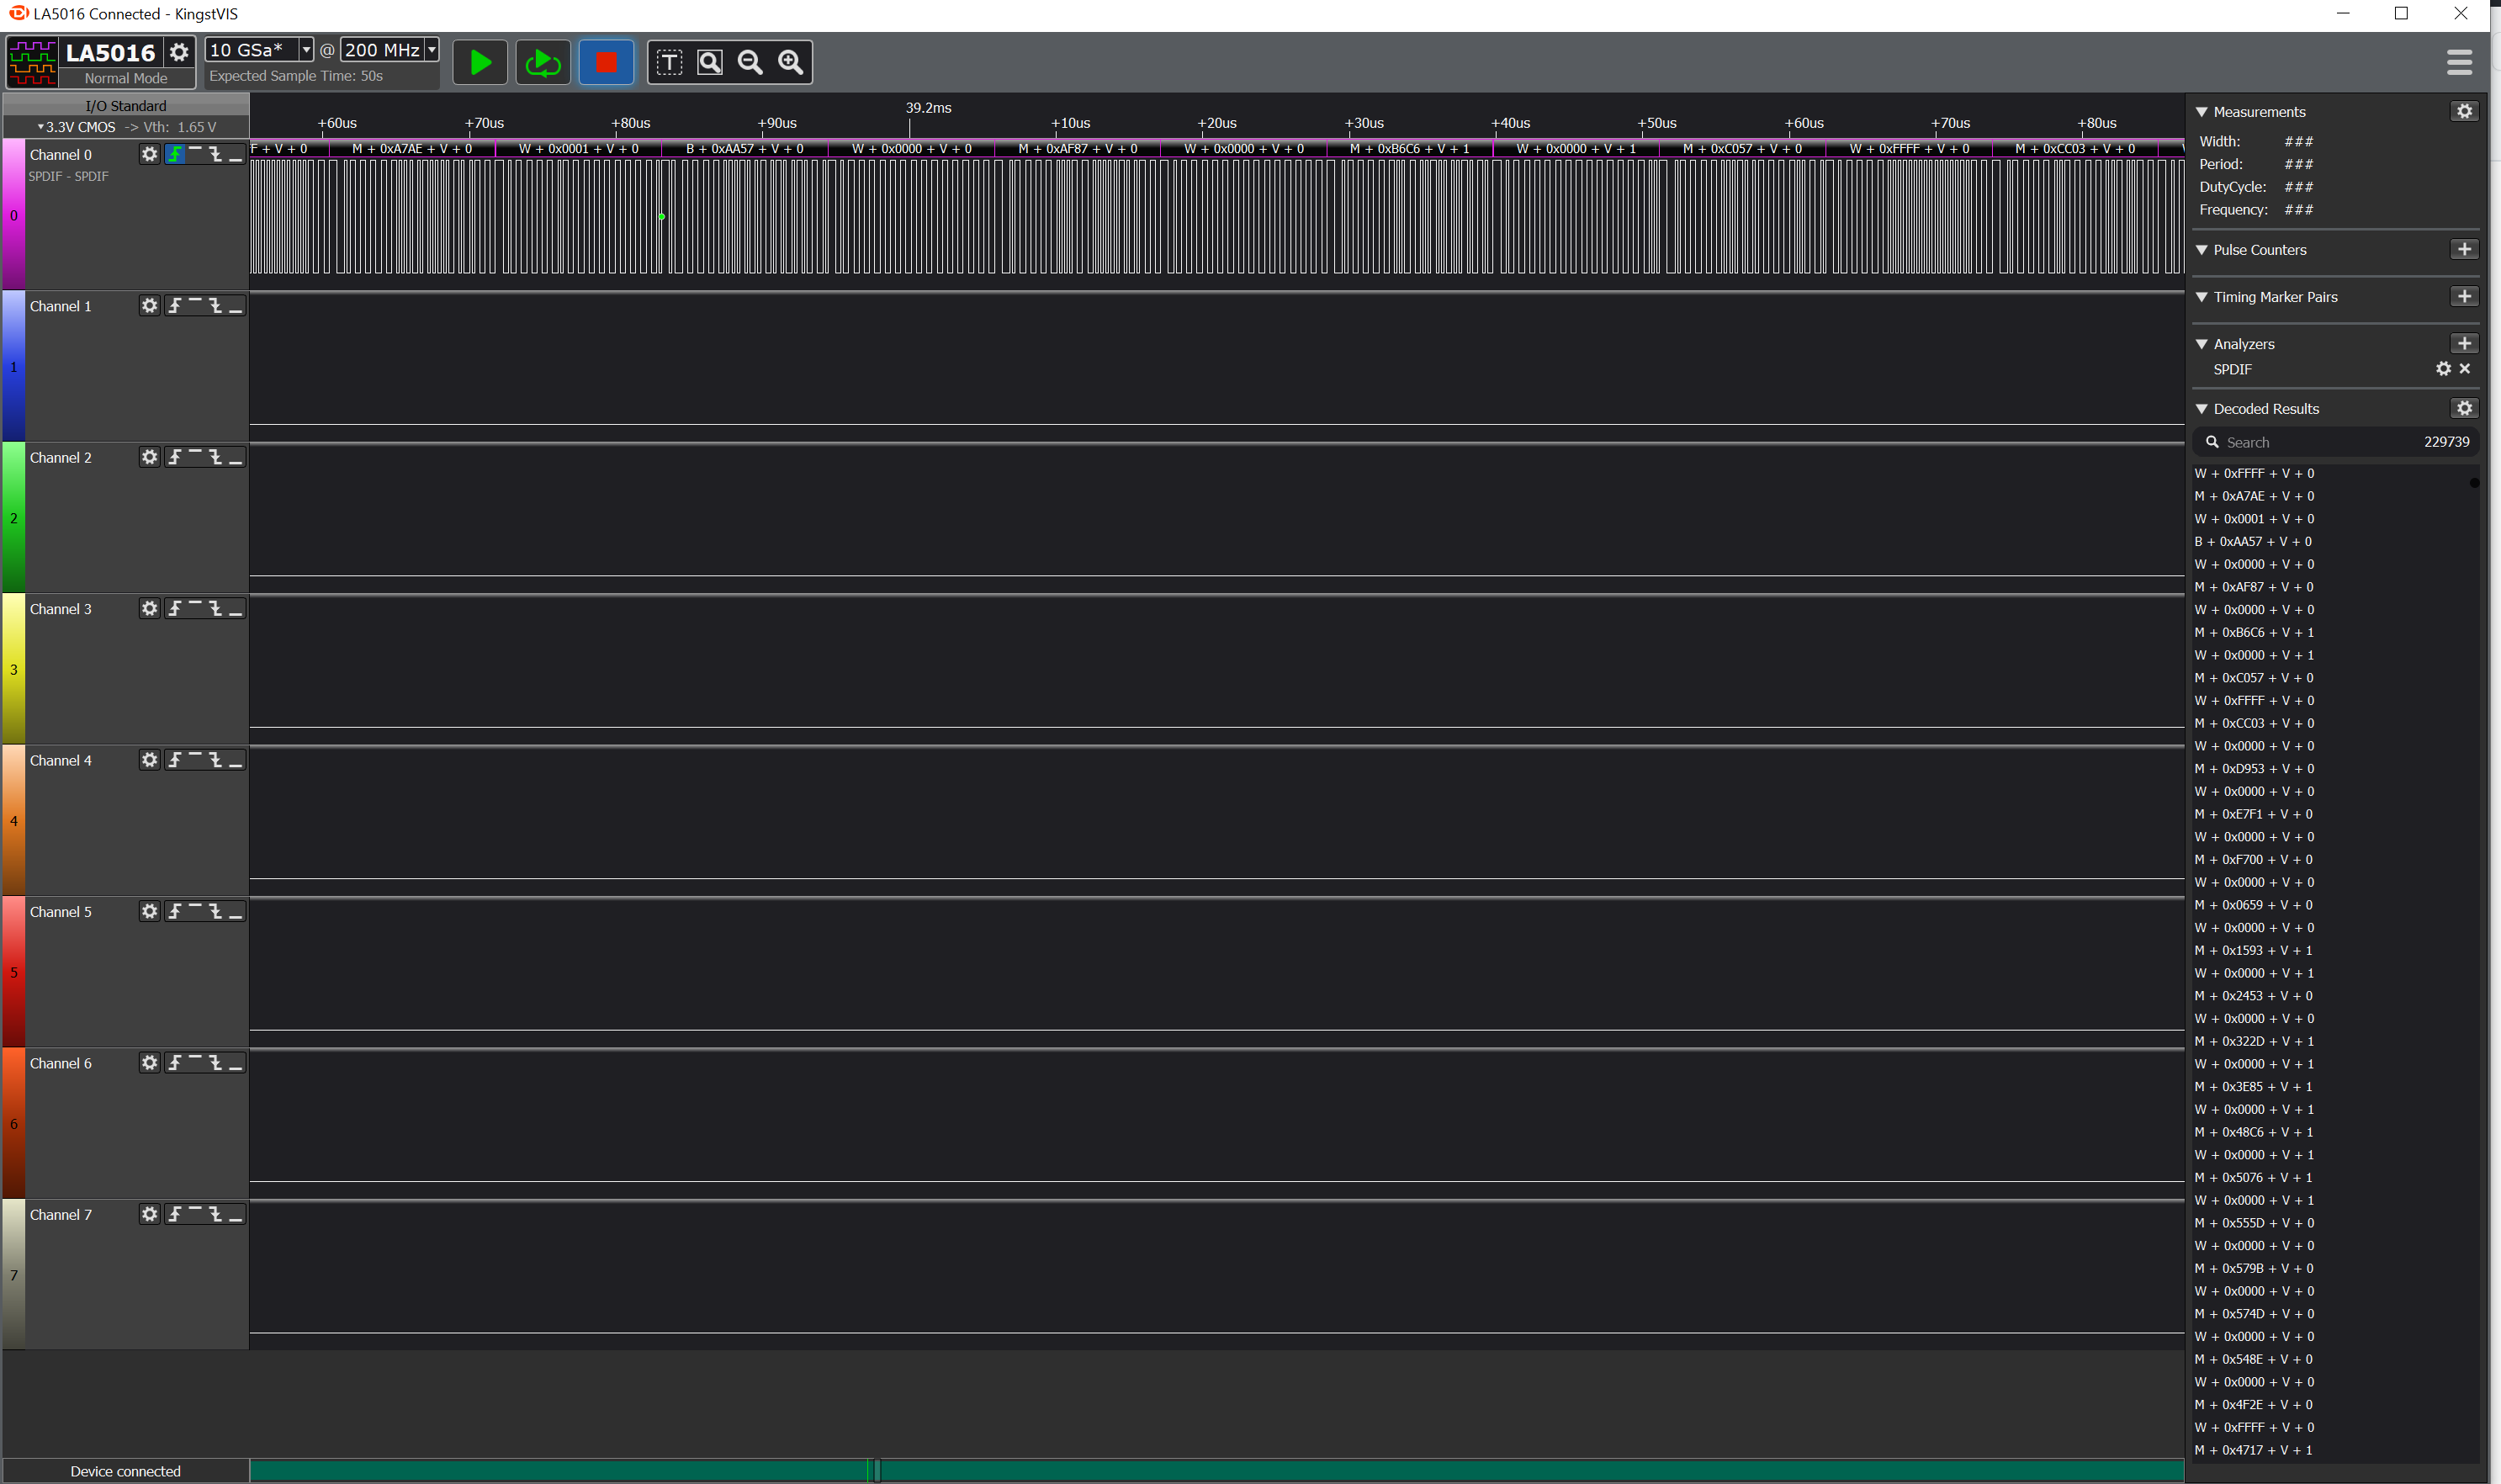 LA5016 Connected - KingstVIS
LA5016
Normal Mode
10 GSa* @ 200 MHz
Expected Sample Time: 50s
I/O Standard
3.3V CMOS -> Vth: 1.65 V
39.2ms
+60us +70us +80us +90us +10us +20us +30us +40us +50us +60us +70us +80us
F + V + 0 M + 0xA7AE + V + 0 W + 0x0001 + V + 0 B + 0xAA57 + V + 0 W + 0x0000 + V + 0 M + 0xAF87 + V + 0 W + 0x0000 + V + 0 M + 0xB6C6 + V + 1 W + 0x0000 + V + 1 M + 0xC057 + V + 0 W + 0xFFFF + V + 0 M + 0xCC03 + V + 0
Channel 0
SPDIF - SPDIF
0
Channel 1
1
Channel 2
2
Channel 3
3
Channel 4
4
Channel 5
5
Channel 6
6
Channel 7
7
Device connected
Measurements
Width: ###
Period: ###
DutyCycle: ###
Frequency: ###
Pulse Counters
Timing Marker Pairs
Analyzers
SPDIF
Decoded Results
Search 229739
W + 0xFFFF + V + 0
M + 0xA7AE + V + 0
W + 0x0001 + V + 0
B + 0xAA57 + V + 0
W + 0x0000 + V + 0
M + 0xAF87 + V + 0
W + 0x0000 + V + 0
M + 0xB6C6 + V + 1
W + 0x0000 + V + 1
M + 0xC057 + V + 0
W + 0xFFFF + V + 0
M + 0xCC03 + V + 0
W + 0x0000 + V + 0
M + 0xD953 + V + 0
W + 0x0000 + V + 0
M + 0xE7F1 + V + 0
W + 0x0000 + V + 0
M + 0xF700 + V + 0
W + 0x0000 + V + 0
M + 0x0659 + V + 0
W + 0x0000 + V + 0
M + 0x1593 + V + 1
W + 0x0000 + V + 1
M + 0x2453 + V + 0
W + 0x0000 + V + 0
M + 0x322D + V + 1
W + 0x0000 + V + 1
M + 0x3E85 + V + 1
W + 0x0000 + V + 1
M + 0x48C6 + V + 1
W + 0x0000 + V + 1
M + 0x5076 + V + 1
W + 0x0000 + V + 1
M + 0x555D + V + 0
W + 0x0000 + V + 0
M + 0x579B + V + 0
W + 0x0000 + V + 0
M + 0x574D + V + 0
W + 0x0000 + V + 0
M + 0x548E + V + 0
W + 0x0000 + V + 0
M + 0x4F2E + V + 0
W + 0xFFFF + V + 0
M + 0x4717 + V + 1